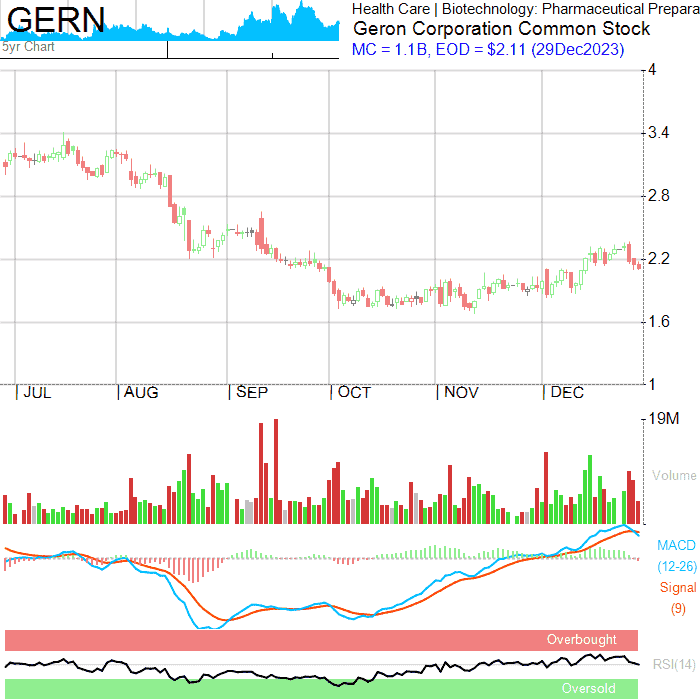 GERN
5yr Chart
Health Care | Biotechnology: Pharmaceutical Prepara
Geron Corporation Common Stock
MC = 1.1B, EOD = $2.11 (29Dec2023)
4
3.4
2.8
2.2
1.6
1
| JUL | AUG | SEP | OCT | NOV | DEC
19M
Volume
MACD
(12-26)
Signal
(9)
Overbought
RSI(14)
Oversold